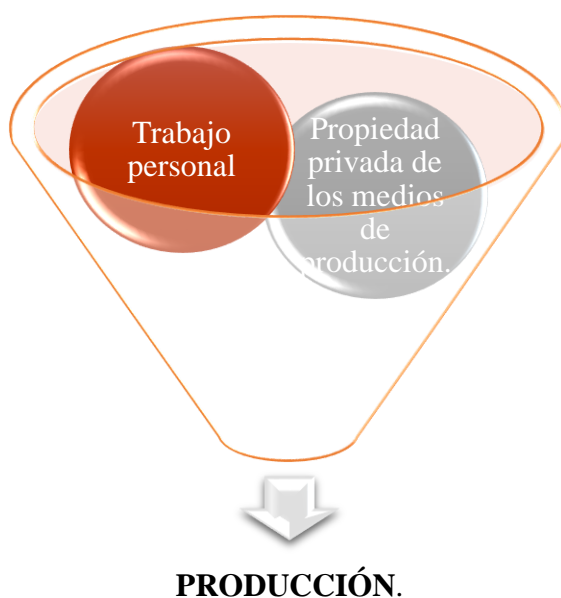 Trabajo
personal
Propiedad
privada de
los medios
de
producción.
PRODUCCIÓN.